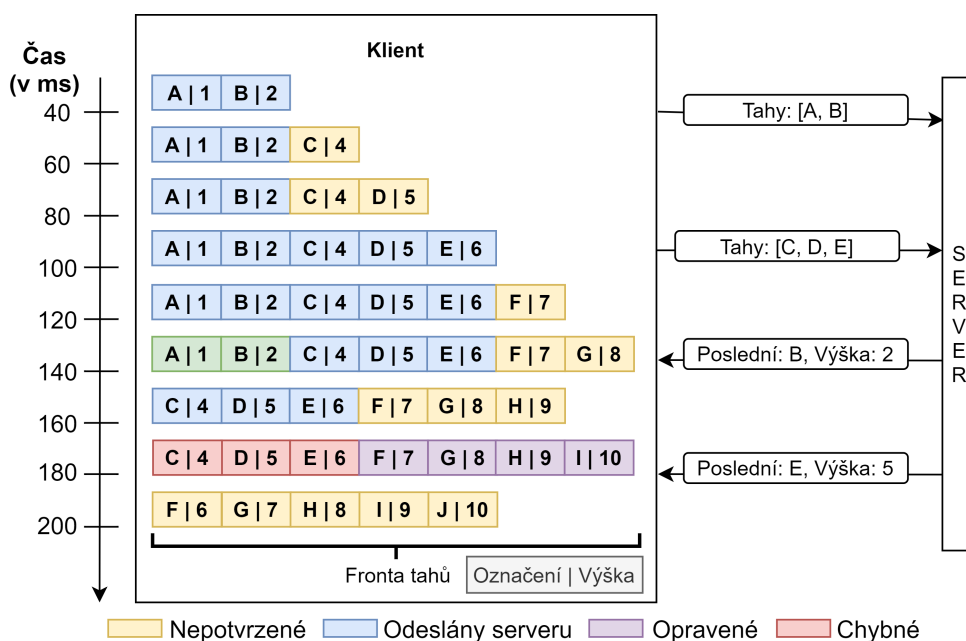 Čas
(v ms)
Klient
A | 1 B | 2
40
Tahy: [A, B]
A | 1 B | 2 C | 4
60
A | 1 B | 2 C | 4 D | 5
80
A | 1 B | 2 C | 4 D | 5 E | 6
Tahy: [C, D, E]
100
A | 1 B | 2 C | 4 D | 5 E | 6 F | 7
120
A | 1 B | 2 C | 4 D | 5 E | 6 F | 7 G | 8
Poslední: B, Výška: 2
140
C | 4 D | 5 E | 6 F | 7 G | 8 H | 9
160
C | 4 D | 5 E | 6 F | 7 G | 8 H | 9 I | 10
Poslední: E, Výška: 5
180
F | 6 G | 7 H | 8 I | 9 J | 10
200
S
E
R
V
E
R
Fronta tahů
Označení | Výška
Nepotvrzené Odeslány serveru Opravené Chybné